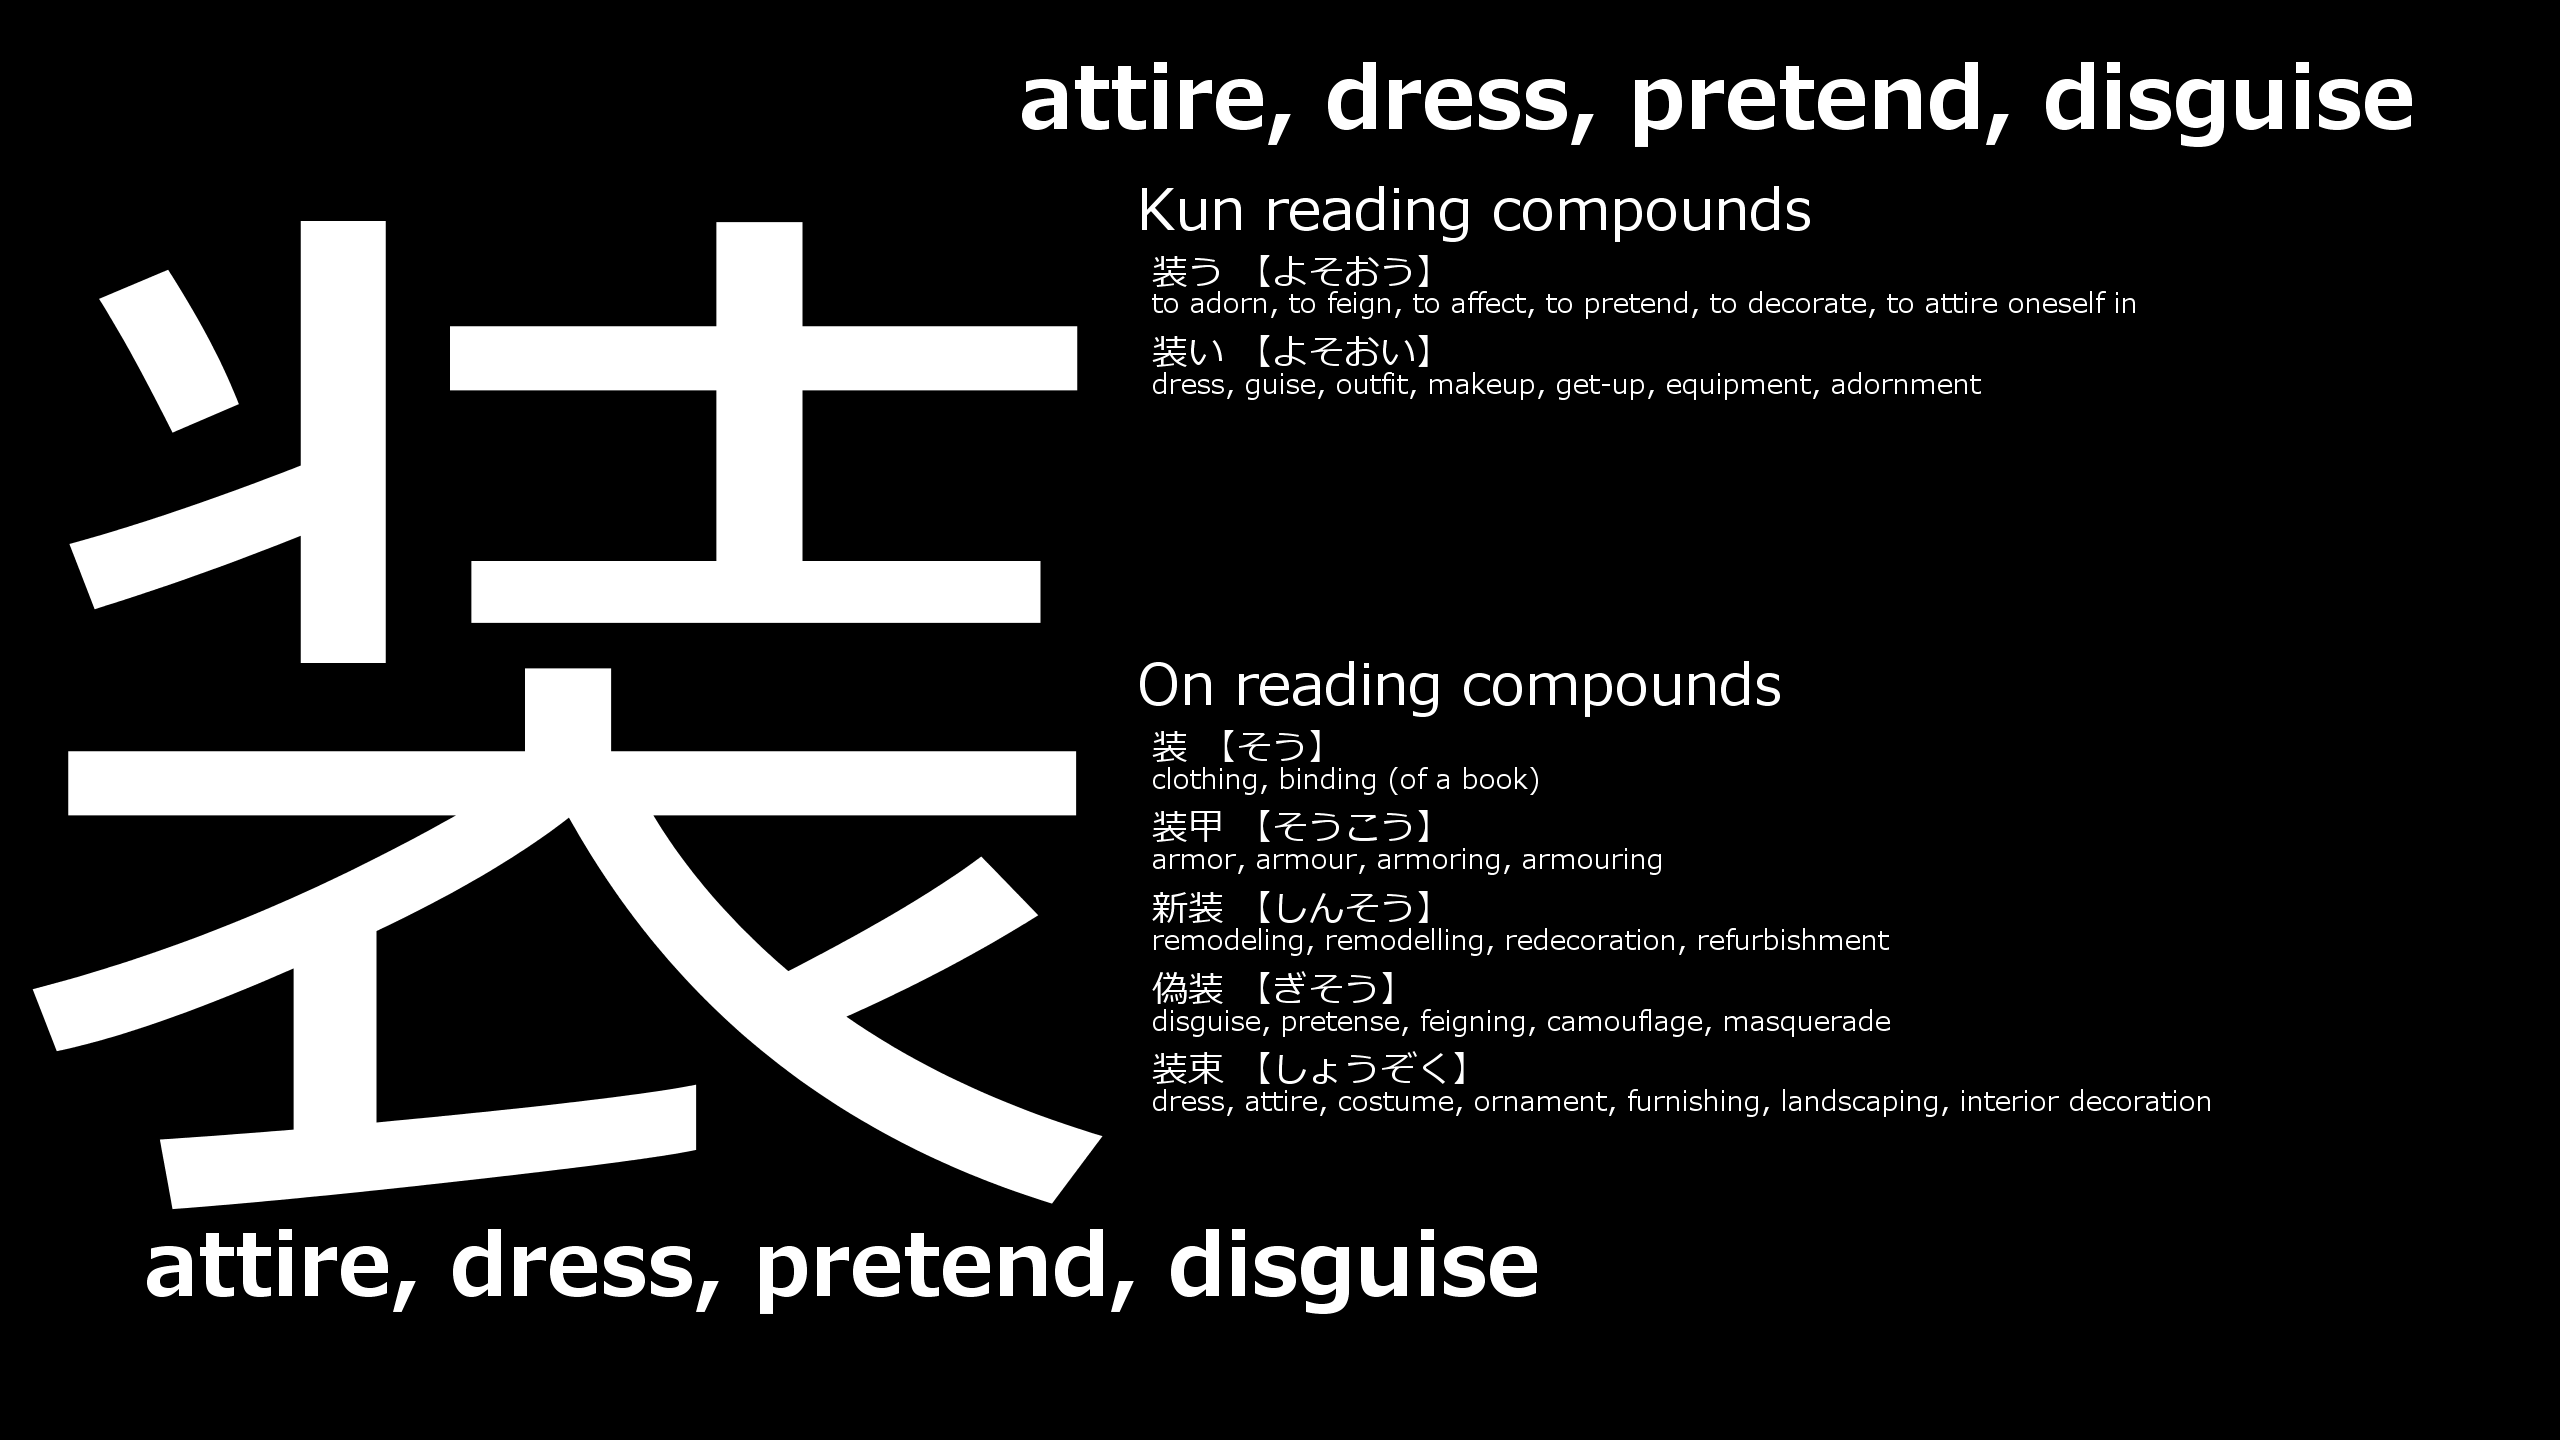 attire, dress, pretend, disguise
装
Kun reading compounds
装う 【よそおう】
to adorn, to feign, to affect, to pretend, to decorate, to attire oneself in
装い 【よそおい】
dress, guise, outfit, makeup, get-up, equipment, adornment
On reading compounds
装 【そう】
clothing, binding (of a book)
装甲 【そうこう】
armor, armour, armoring, armouring
新装 【しんそう】
remodeling, remodelling, redecoration, refurbishment
偽装 【ぎそう】
disguise, pretense, feigning, camouflage, masquerade
装束 【しょうぞく】
dress, attire, costume, ornament, furnishing, landscaping, interior decoration
attire, dress, pretend, disguise